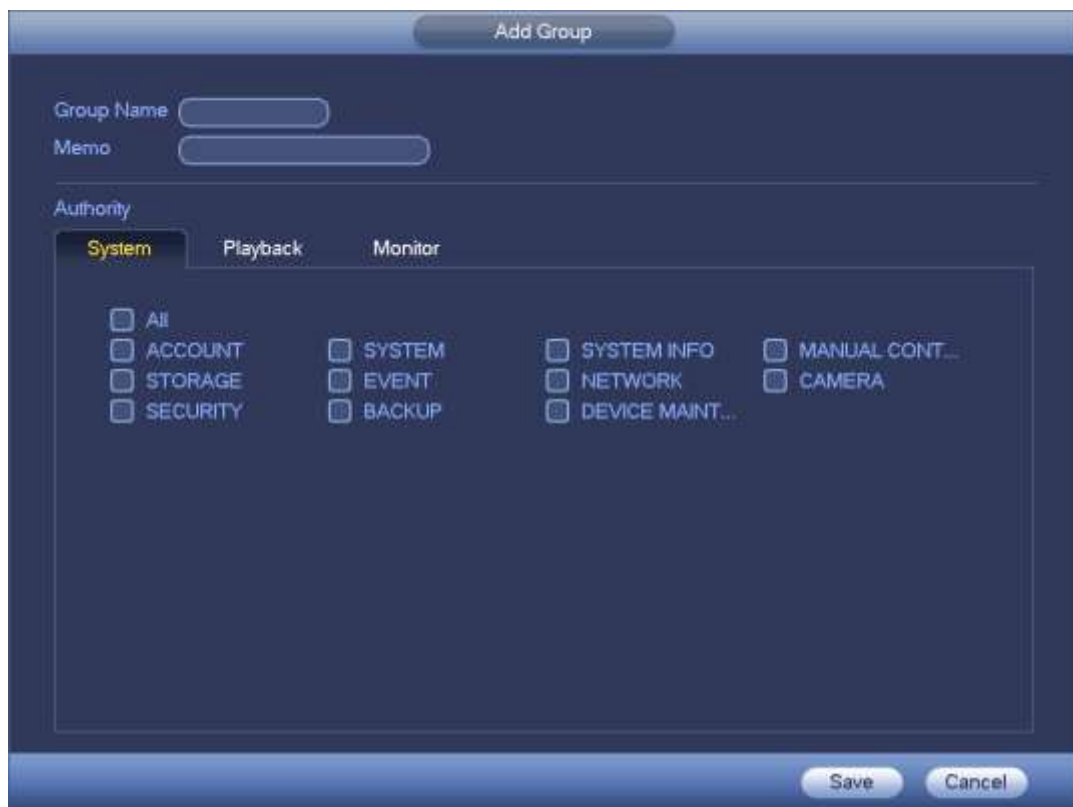 Add Group
Group Name
Memo
Authority
System Playback Monitor
All
ACCOUNT SYSTEM SYSTEM INFO MANUAL CONT...
STORAGE EVENT NETWORK CAMERA
SECURITY BACKUP DEVICE MAINT...
Save Cancel